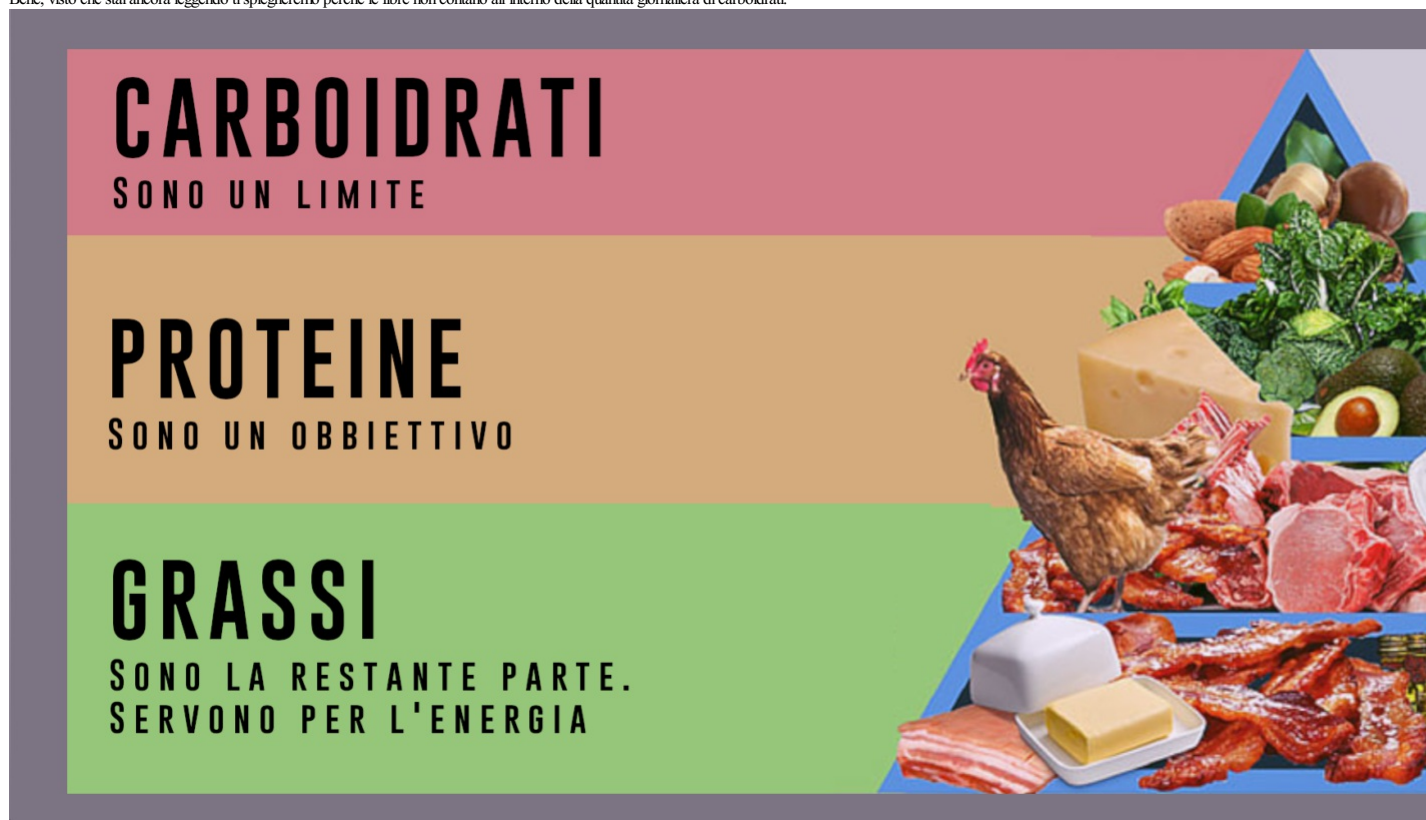 Bene, visto che stai ancora leggendo ti spiegheremo perché le fibre non contano all'interno della quantità giornaliera di carboidrati.
CARBOIDRATI
SONO UN LIMITE
PROTEINE
SONO UN OBBIETTIVO
GRASSI
SONO LA RESTANTE PARTE.
SERVONO PER L'ENERGIA